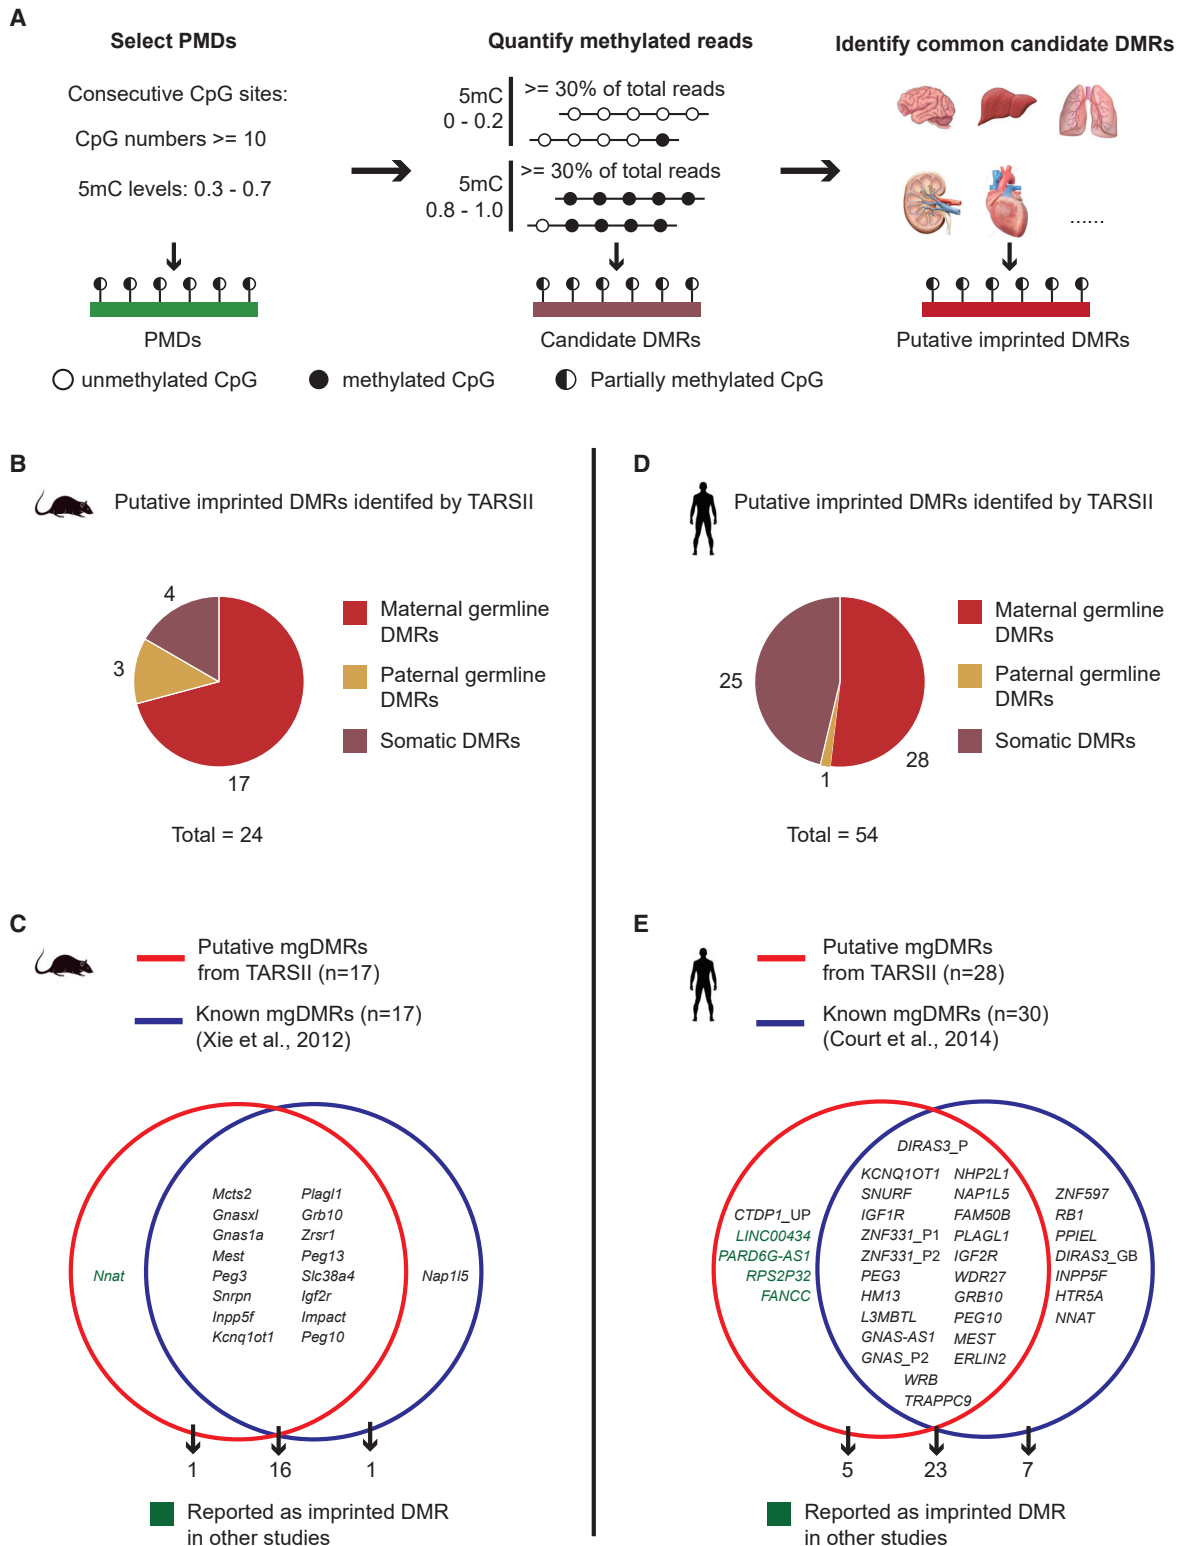 A
Select PMDs
Consecutive CpG sites:
CpG numbers >= 10
5mC levels: 0.3 - 0.7
PMDs
Quantify methylated reads
5mC
0 - 0.2
>= 30% of total reads
5mC
0.8 - 1.0
>= 30% of total reads
Candidate DMRs
Identify common candidate DMRs
......
Putative imprinted DMRs
unmethylated CpG
methylated CpG
Partially methylated CpG
B
Putative imprinted DMRs identifed by TARSII
4
3
17
Maternal germline
DMRs
Paternal germline
DMRs
Somatic DMRs
Total = 24
D
Putative imprinted DMRs identifed by TARSII
25
1
28
Maternal germline
DMRs
Paternal germline
DMRs
Somatic DMRs
Total = 54
C
Putative mgDMRs
from TARSII (n=17)
Known mgDMRs (n=17)
(Xie et al., 2012)
Nnat
Mcts2 Plagl1
Gnasxl Grb10
Gnas1a Zrsr1
Mest Peg13
Peg3 Slc38a4
Snrpn Igf2r
Inpp5f Impact
Kcnq1ot1 Peg10
Nap1l5
1
16
1
Reported as imprinted DMR
in other studies
E
Putative mgDMRs
from TARSII (n=28)
Known mgDMRs (n=30)
(Court et al., 2014)
CTDP1_UP
LINC00434
PARD6G-AS1
RPS2P32
FANCC
DIRAS3_P
KCNQ1OT1 NHP2L1
SNURF NAP1L5
IGF1R FAM50B
ZNF331_P1 PLAGL1
ZNF331_P2 IGF2R
PEG3 WDR27
HM13 GRB10
L3MBTL PEG10
GNAS-AS1 MEST
GNAS_P2 ERLIN2
WRB
TRAPPC9
ZNF597
RB1
PPIEL
DIRAS3_GB
INPP5F
HTR5A
NNAT
5
23
7
Reported as imprinted DMR
in other studies